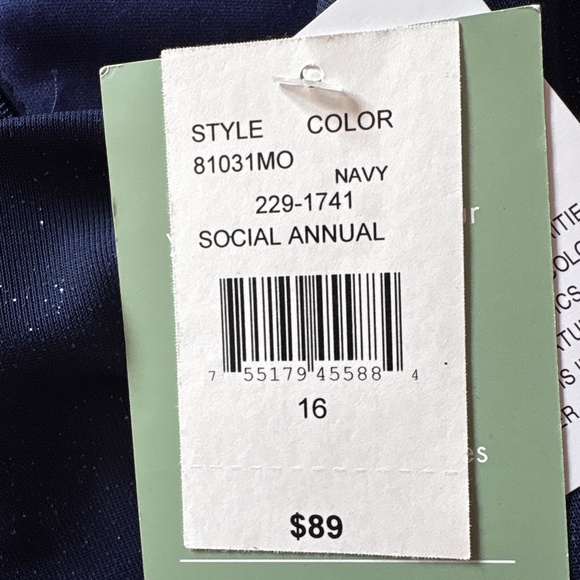 STYLE COLOR
81031MO
NAVY
229-1741
SOCIAL ANNUAL
7 55179 45588 4
16
$89